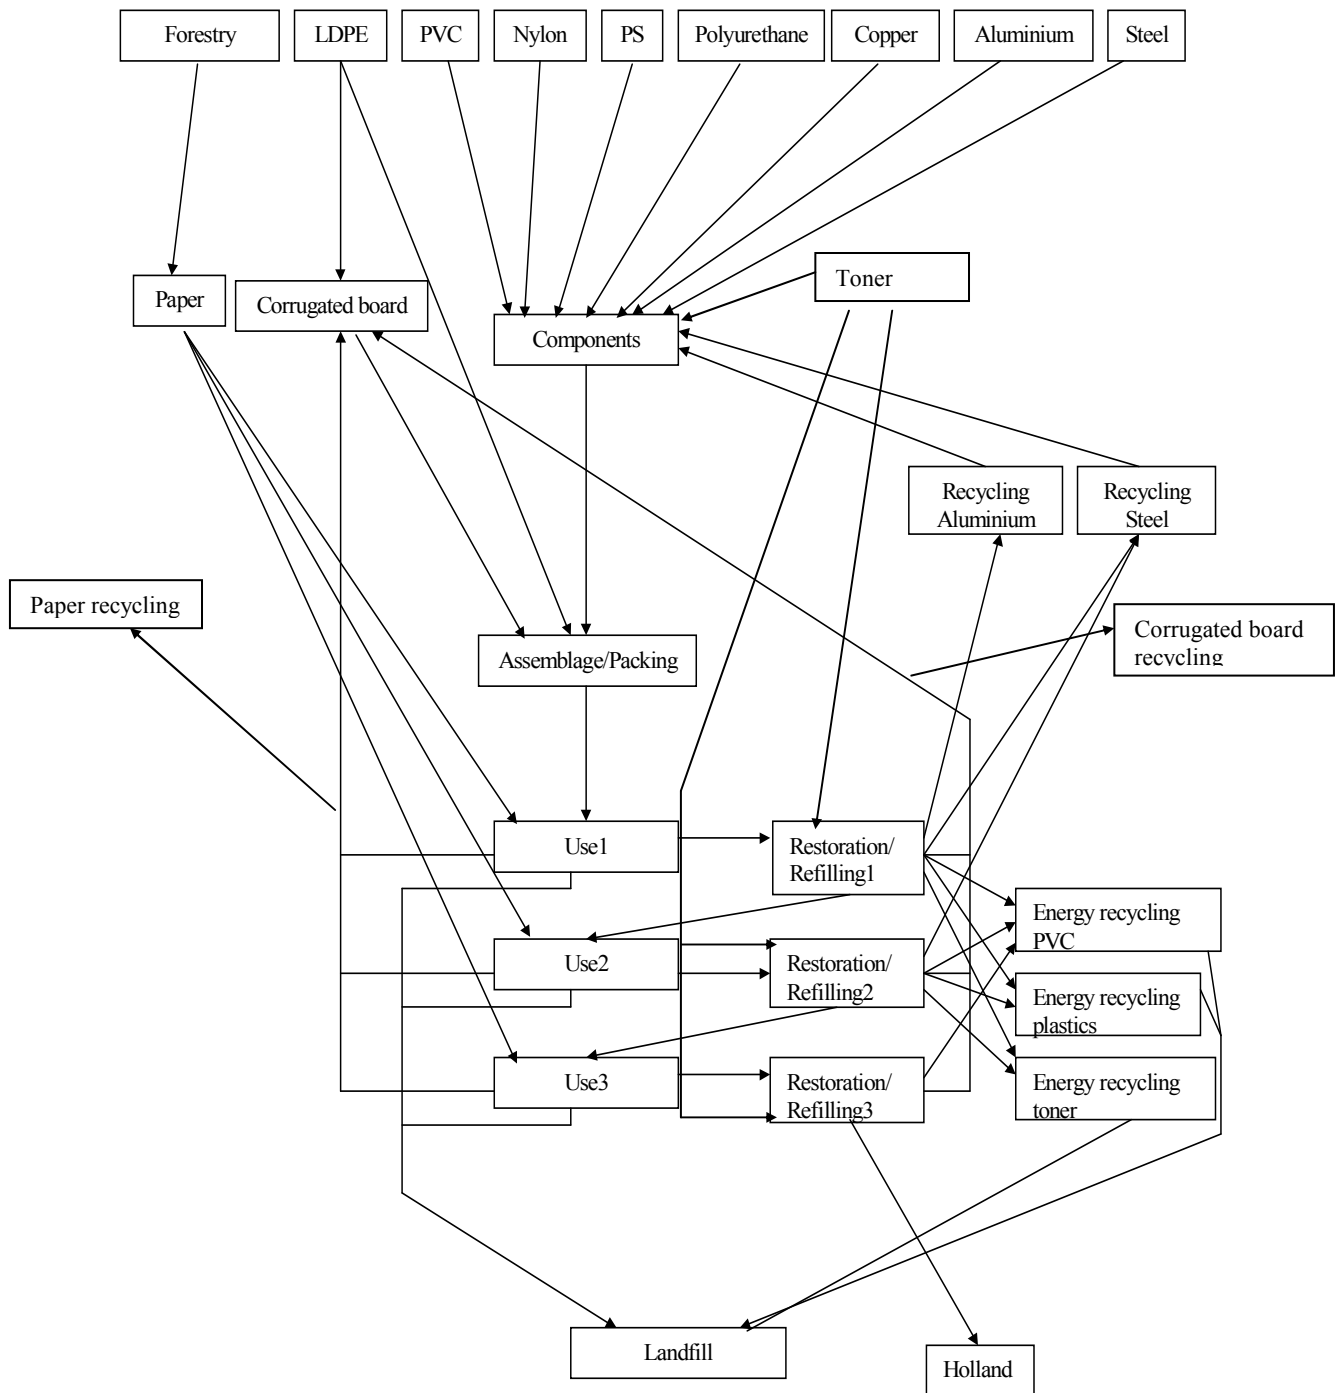 Forestry
LDPE
PVC
Nylon
PS
Polyurethane
Copper
Aluminium
Steel
Toner
Paper
Corrugated board
Components
Recycling
Aluminium
Recycling
Steel
Paper recycling
Corrugated board
recycling
Assemblage/Packing
Use1
Restoration/
Refilling1
Energy recycling
PVC
Use2
Restoration/
Refilling2
Energy recycling
plastics
Use3
Restoration/
Refilling3
Energy recycling
toner
Landfill
Holland